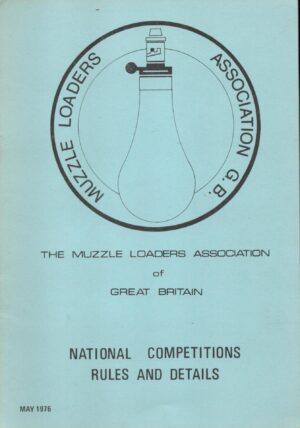 MUZZLE LOADERS ASSOCIATION G.B.
THE MUZZLE LOADERS ASSOCIATION
of
GREAT BRITAIN
NATIONAL COMPETITIONS
RULES AND DETAILS
MAY 1976